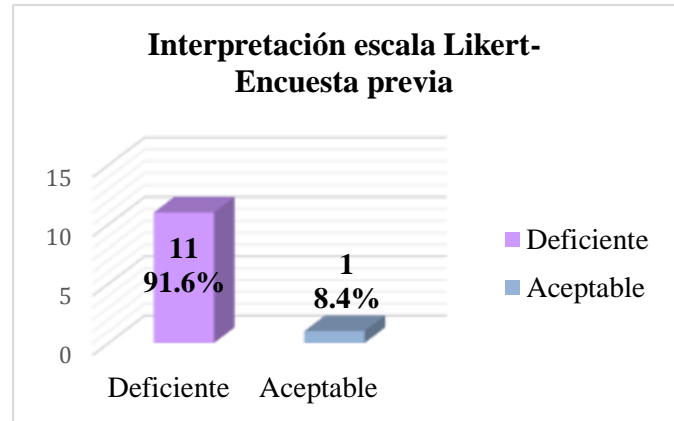 Interpretación escala Likert-
Encuesta previa
15
10
5
0
11
91.6%
1
8.4%
Deficiente
Aceptable
Deficiente
Aceptable